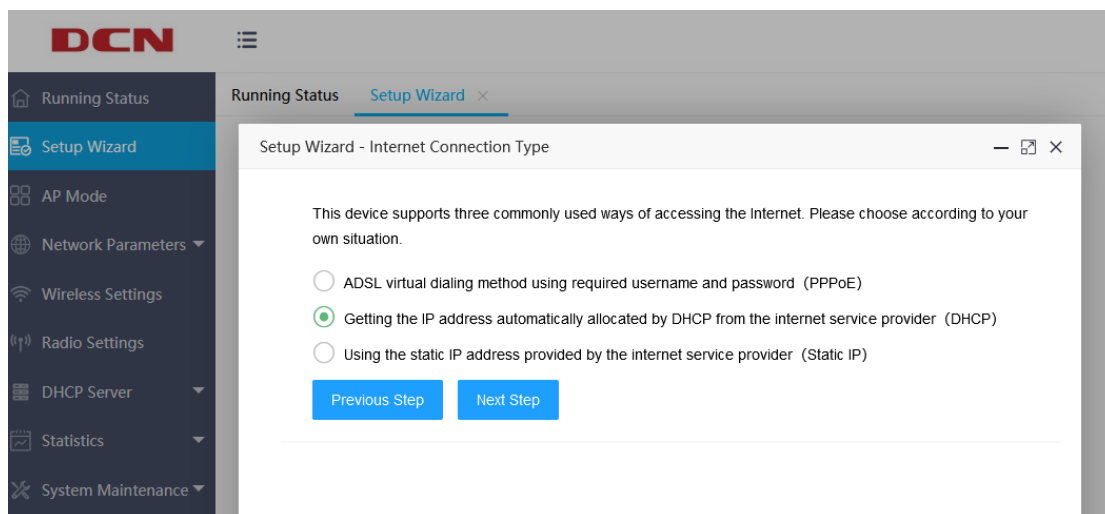 DCN
Running Status
Setup Wizard
AP Mode
Network Parameters
Wireless Settings
Radio Settings
DHCP Server
Statistics
System Maintenance
Running Status Setup Wizard
Setup Wizard - Internet Connection Type
This device supports three commonly used ways of accessing the Internet. Please choose according to your
own situation.
ADSL virtual dialing method using required username and password（PPPoE）
Getting the IP address automatically allocated by DHCP from the internet service provider（DHCP）
Using the static IP address provided by the internet service provider（Static IP）
Previous Step Next Step